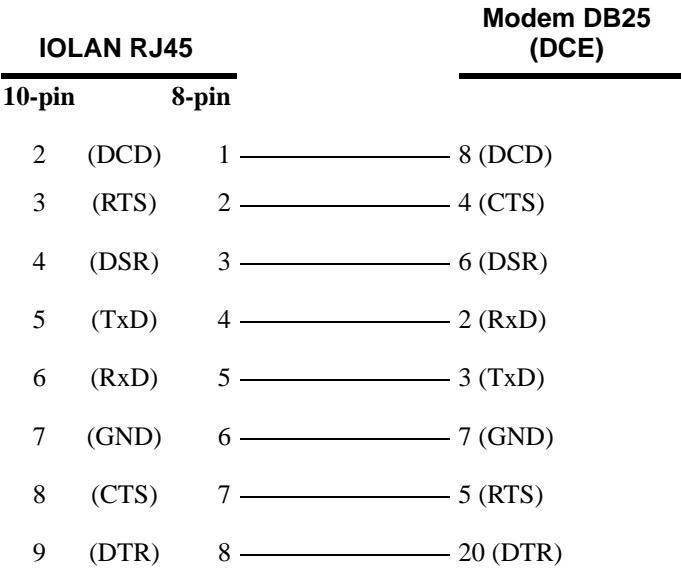 Modem DB25
IOLAN RJ45 (DCE)
10-pin 8-pin
2 (DCD) 1 8 (DCD)
3 (RTS) 2 4 (CTS)
4 (DSR) 3 6 (DSR)
5 (TxD) 4 2 (RxD)
6 (RxD) 5 3 (TxD)
7 (GND) 6 7 (GND)
8 (CTS) 7 5 (RTS)
9 (DTR) 8 20 (DTR)